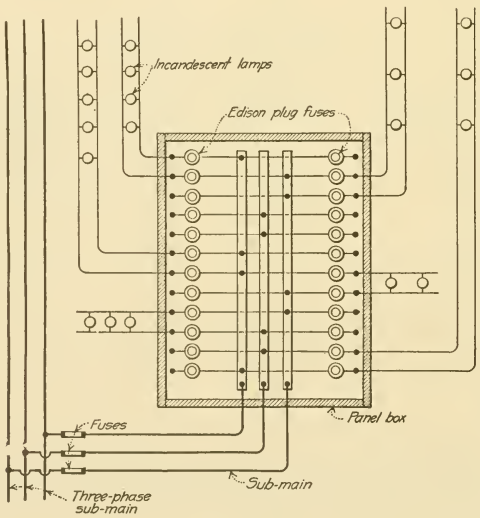 Incandescent lamps
Edison plug fuses
Fuses
Panel box
Sub-main
Three-phase
sub-main